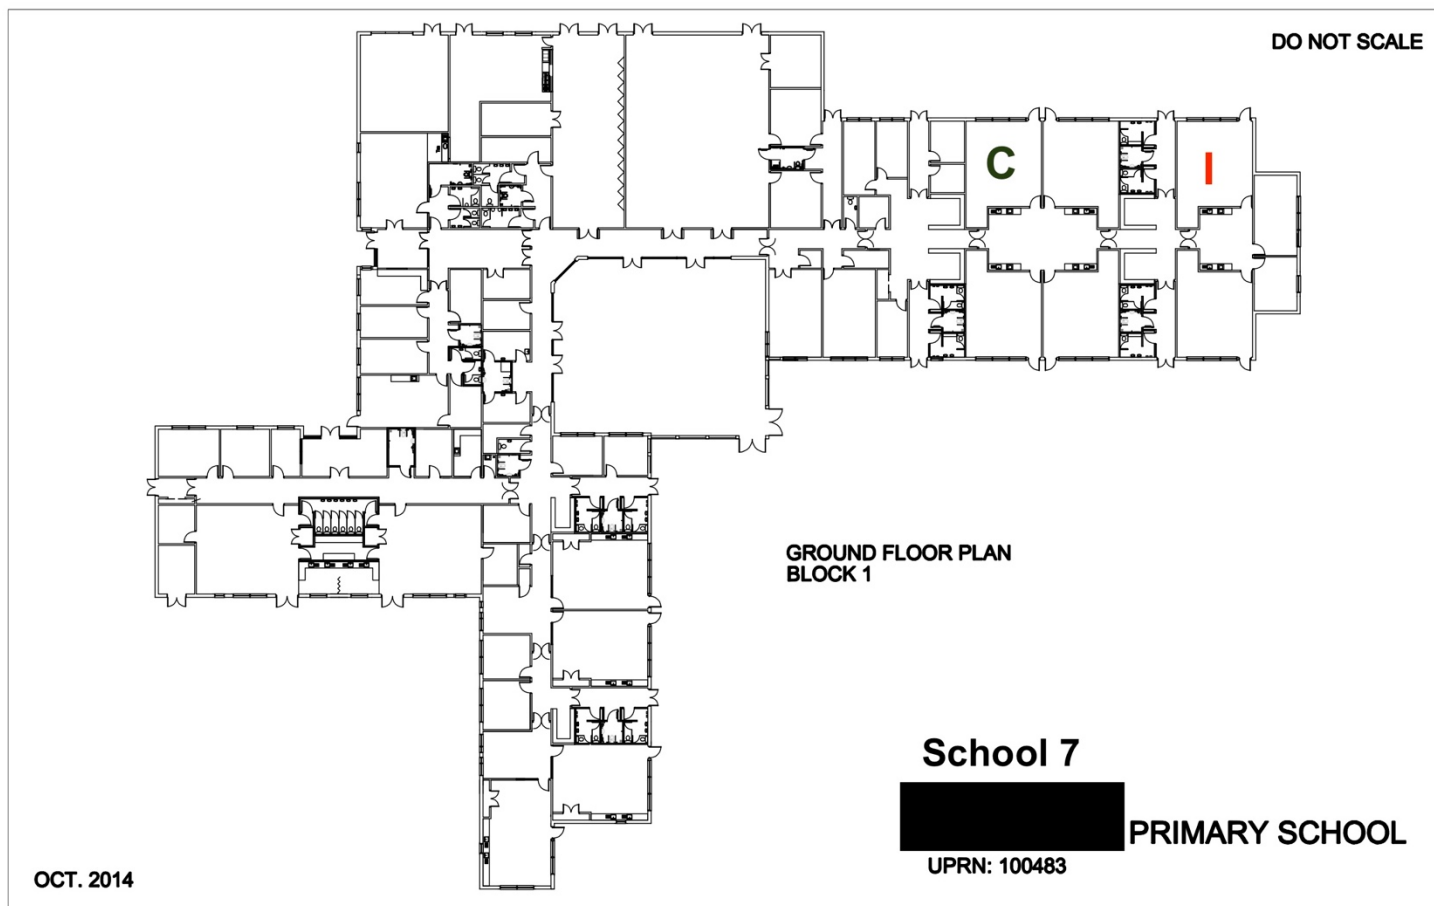 DO NOT SCALE
C
I
GROUND FLOOR PLAN
BLOCK 1
School 7
PRIMARY SCHOOL
UPRN: 100483
OCT. 2014